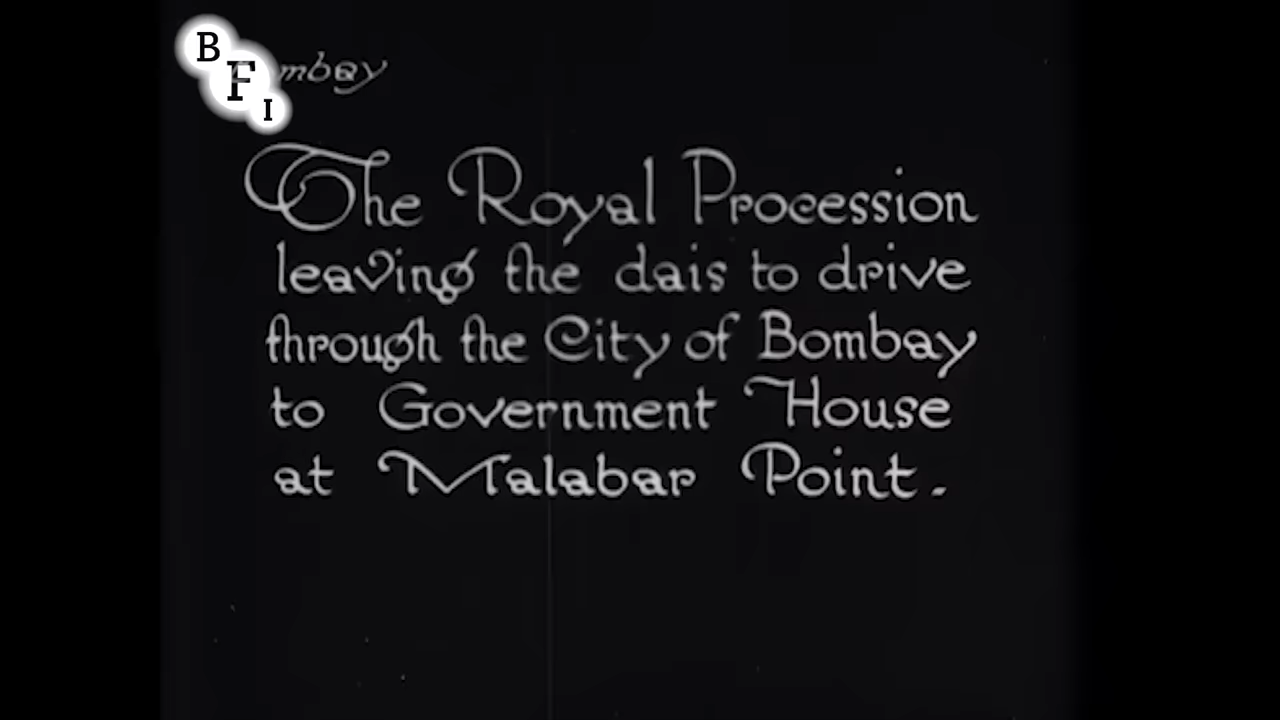 BFI
mbay
The Royal Procession
leaving the dais to drive
through the City of Bombay
to Government House
at Malabar Point.